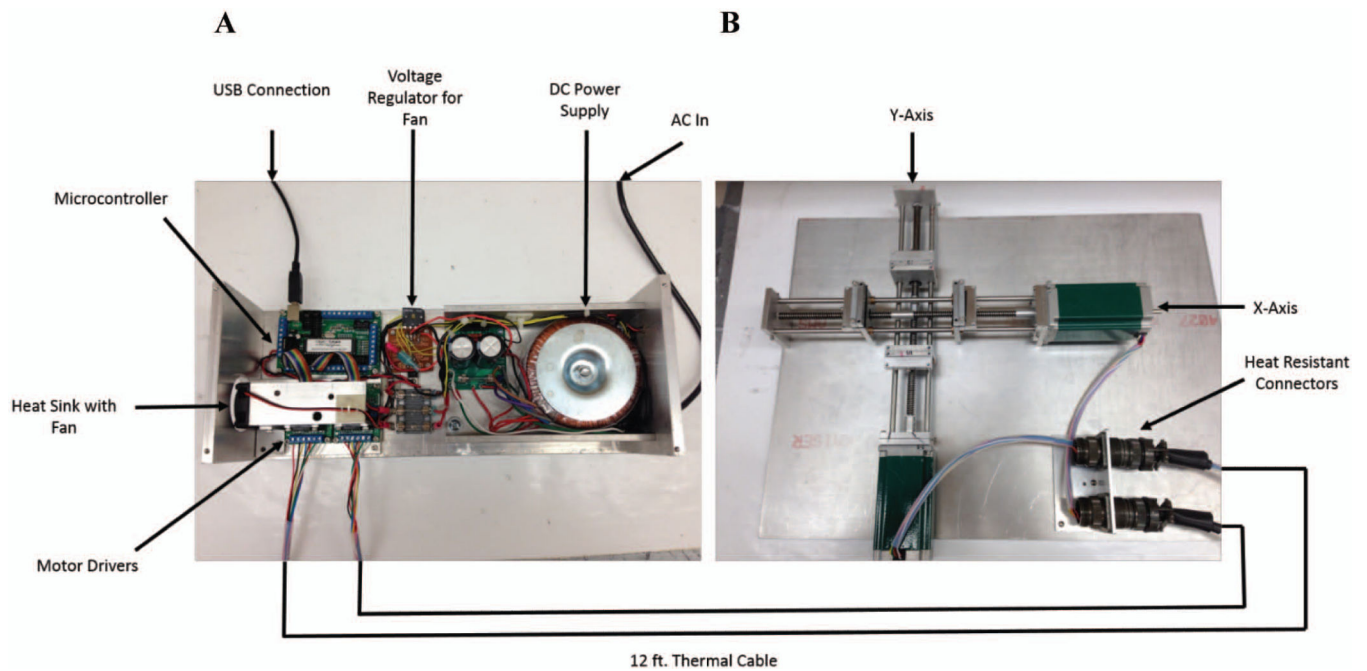 A
B
USB Connection
Voltage
Regulator for
Fan
DC Power
Supply
AC In
Y-Axis
Microcontroller
X-Axis
Heat Resistant
Connectors
Heat Sink with
Fan
Motor Drivers
12 ft. Thermal Cable